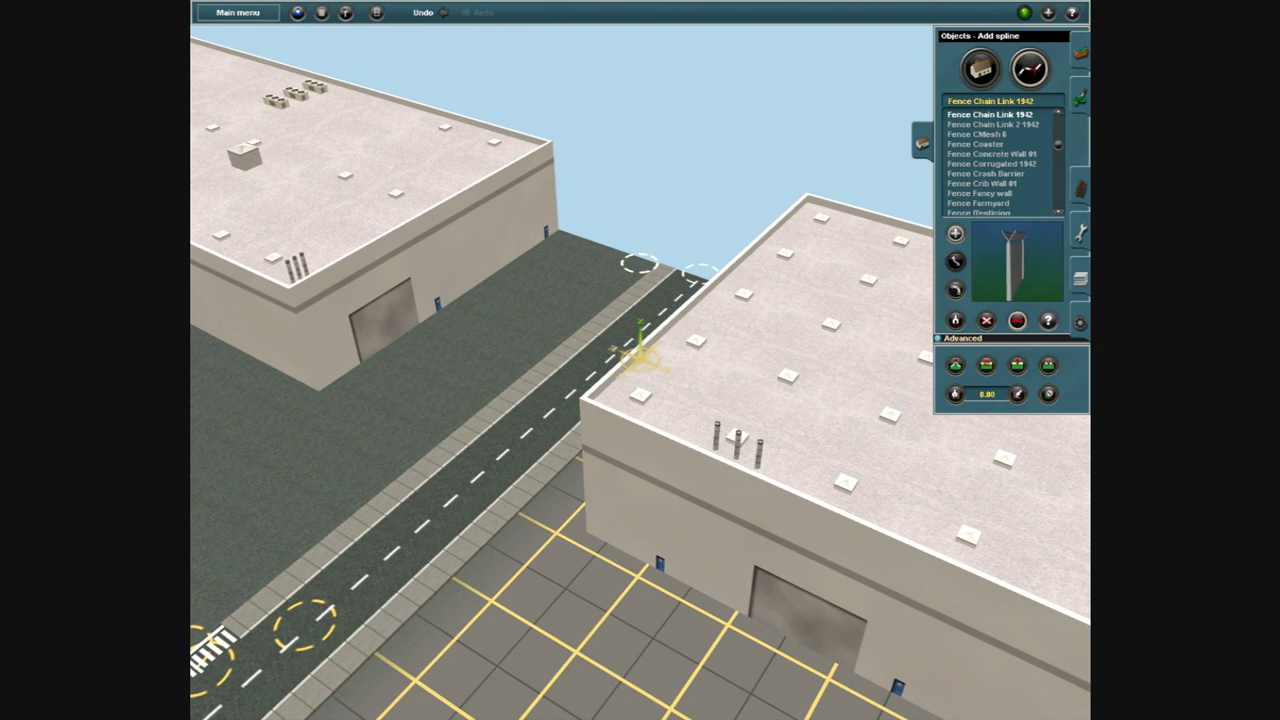 Main menu
Undo
Redo
?
Objects - Add spline
Fence Chain Link 1942
Fence Chain Link 1942
Fence Chain Link 2 1942
Fence CMesh 6
Fence Coaster
Fence Concrete Wall 01
Fence Corrugated 1942
Fence Crash Barrier
Fence Crib Wall 01
Fence Fancy wall
Fence Farmyard
Fence ffestiniog
?
Advanced
0.00